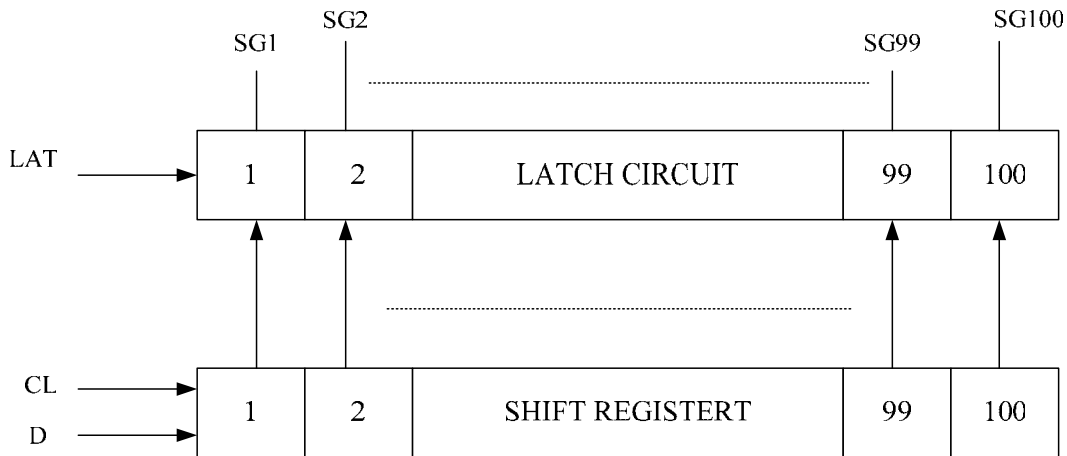 SG1 SG2 SG99 SG100
LAT 1 2 LATCH CIRCUIT 99 100
CL
D 1 2 SHIFT REGISTERT 99 100